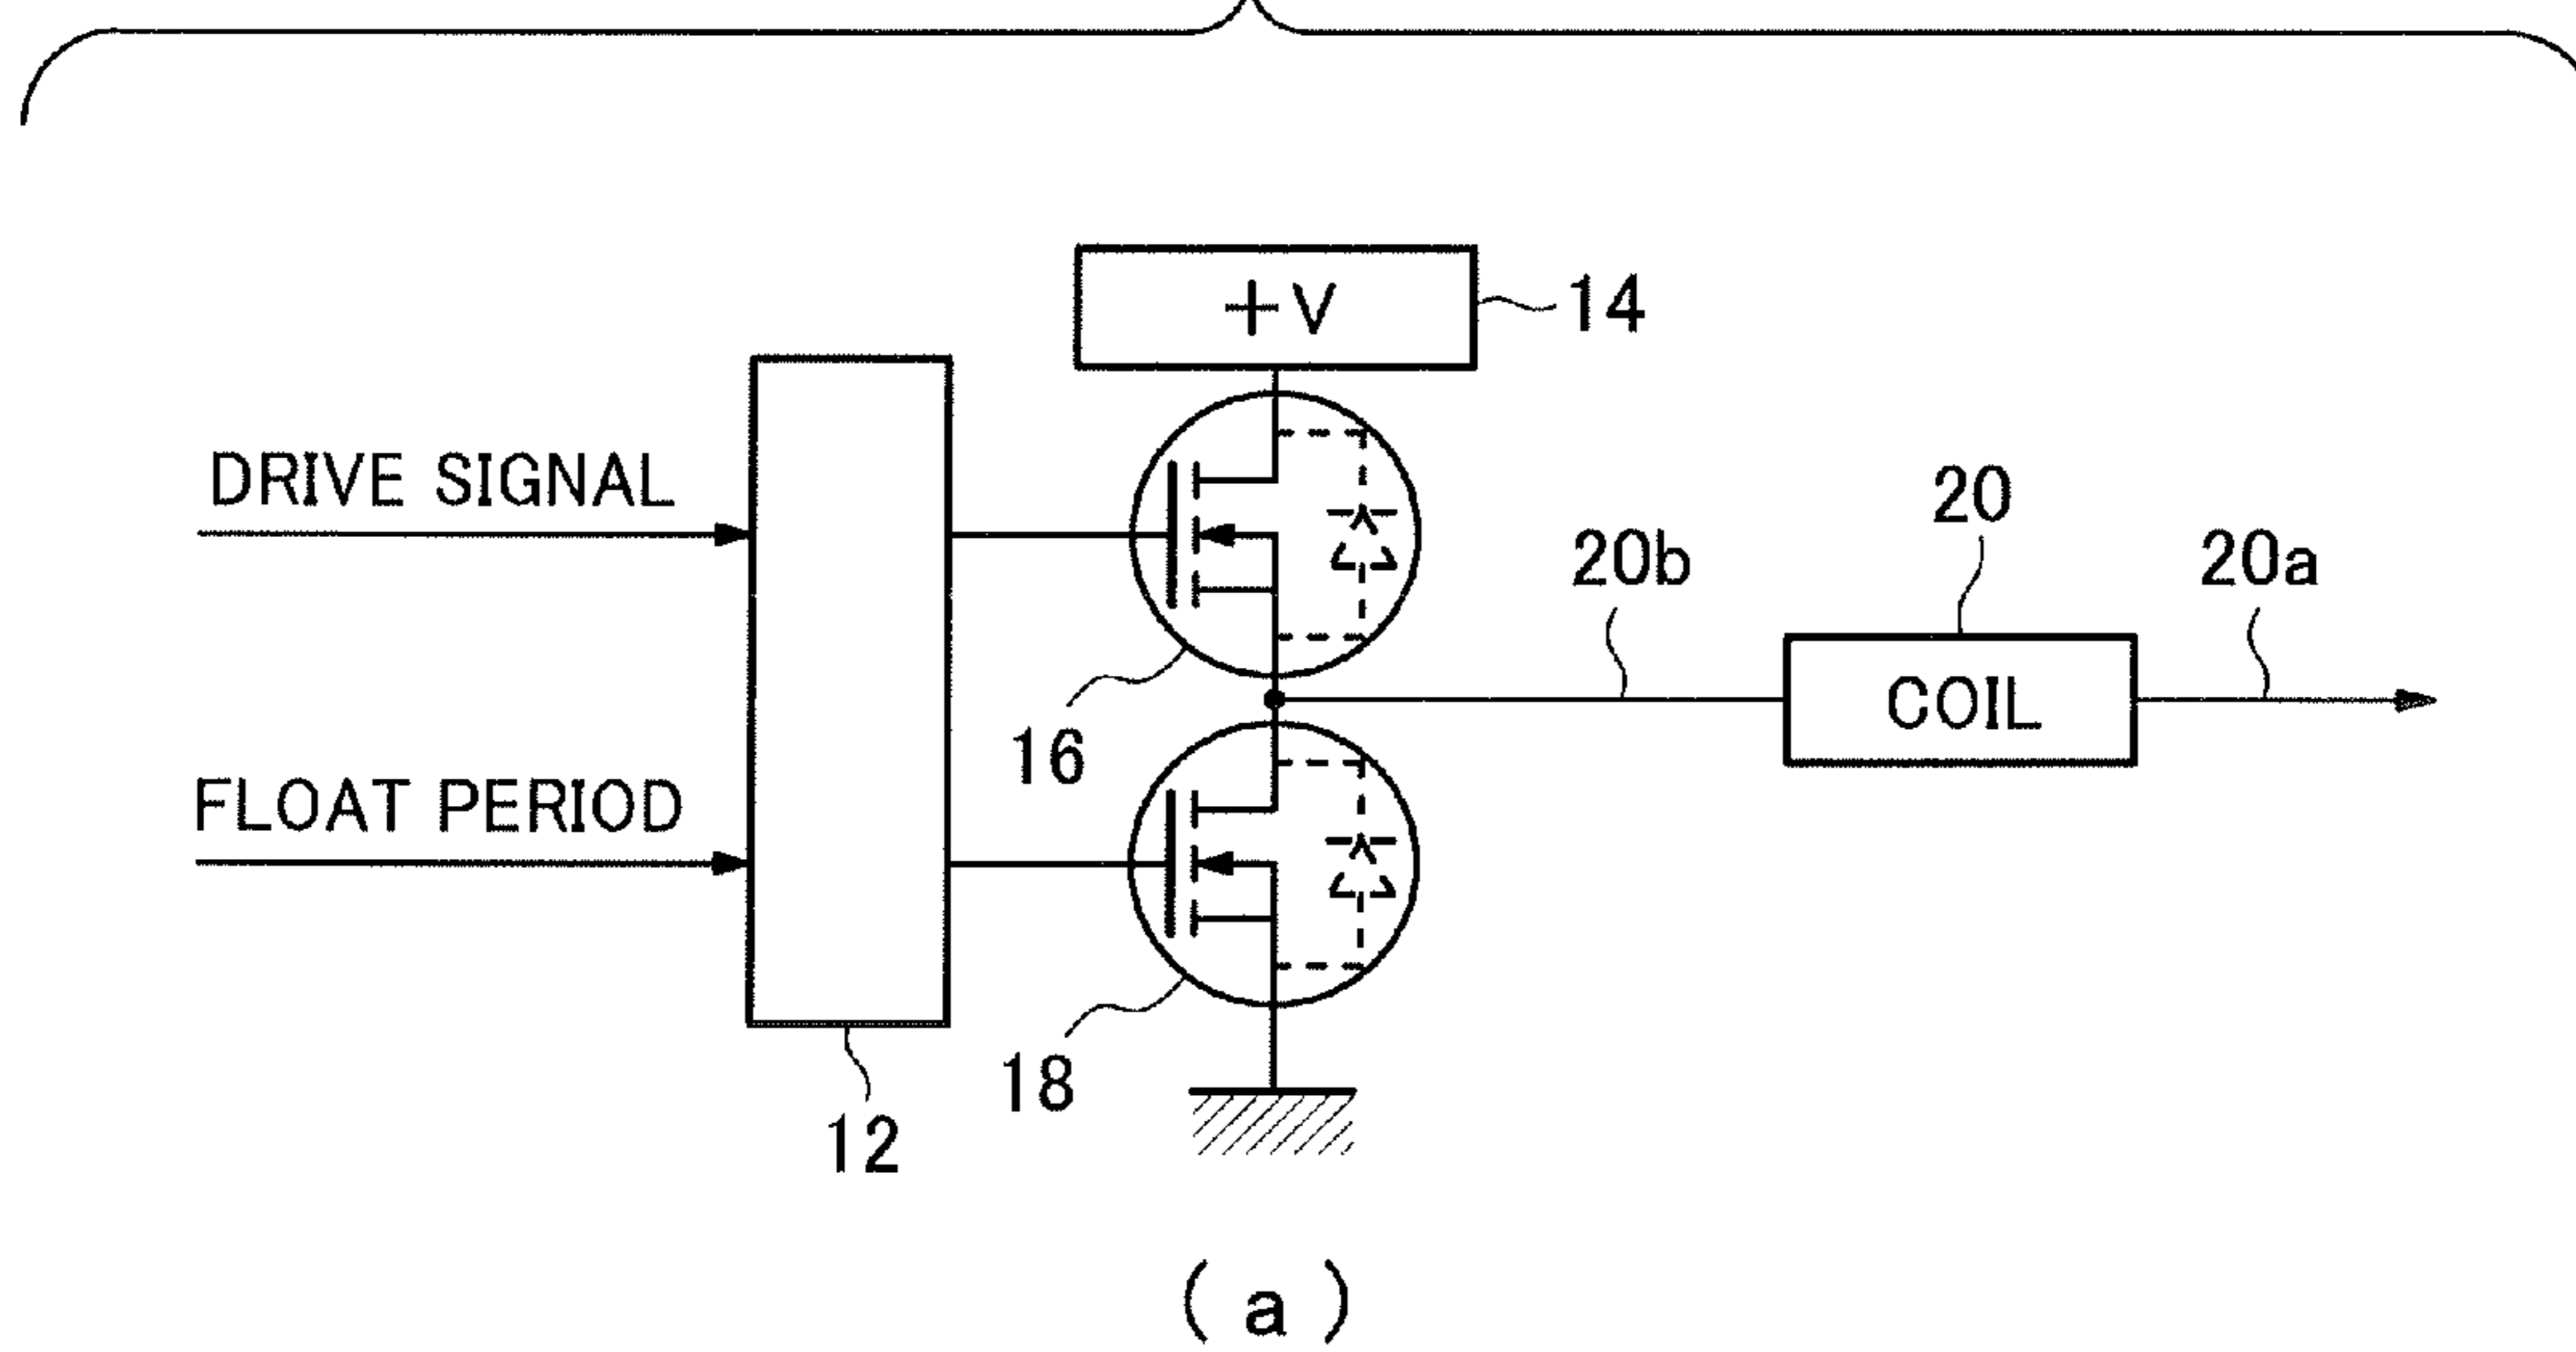 +V
14
DRIVE SIGNAL
20
20b
20a
COIL
16
FLOAT PERIOD
18
12
( a )